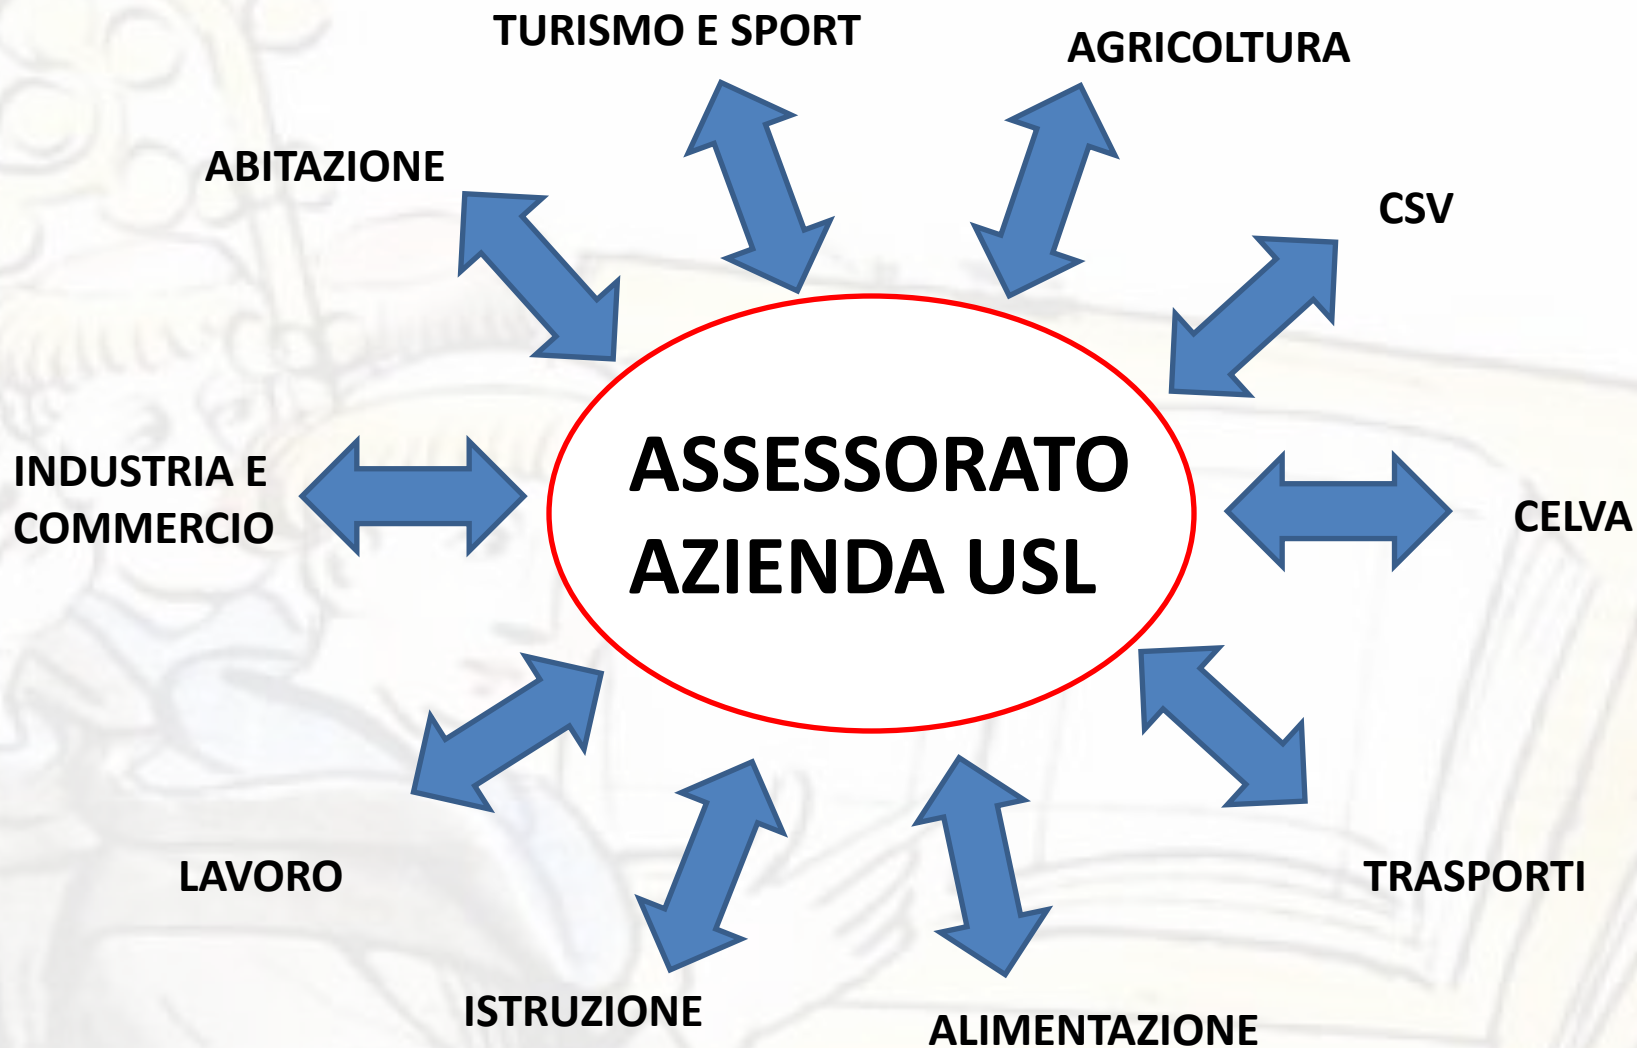 TURISMO E SPORT
AGRICOLTURA
ABITAZIONE
CSV
ASSESSORATO
AZIENDA USL
INDUSTRIA E
COMMERCIO
CELVA
LAVORO
TRASPORTI
ISTRUZIONE
ALIMENTAZIONE